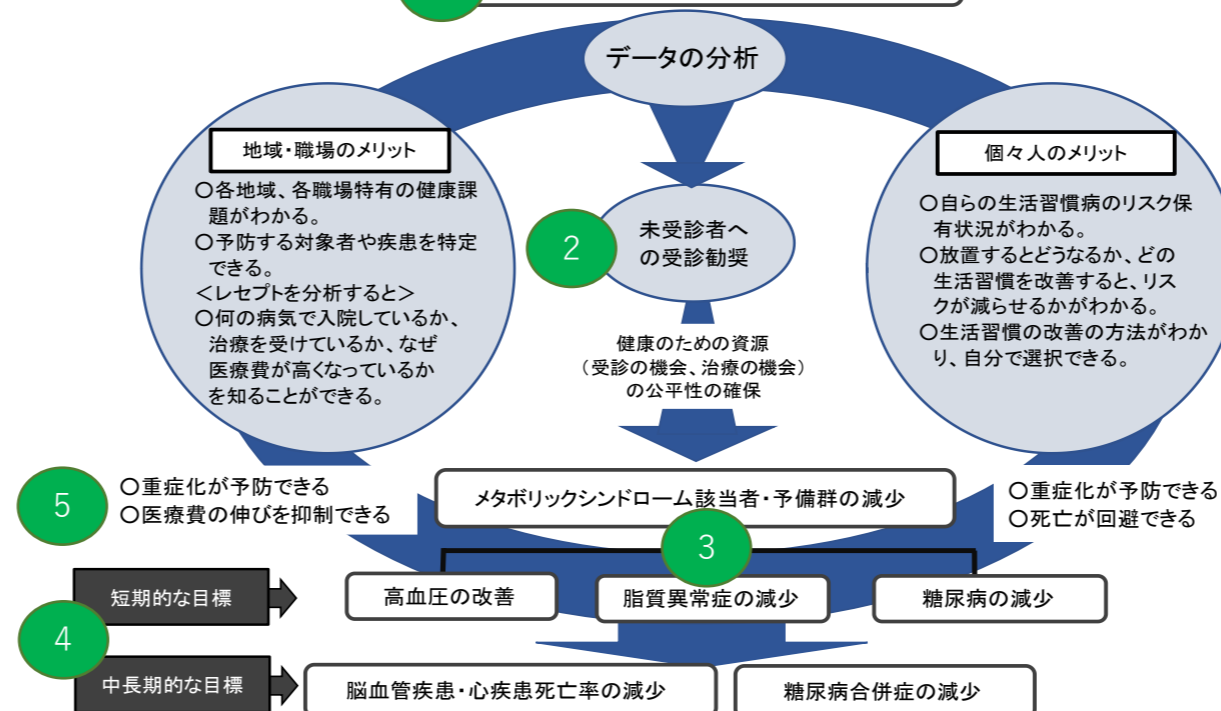 データの分析
地域・職場のメリット
〇各地域、各職場特有の健康課
題がわかる。
〇予防する対象者や疾患を特定
できる。
＜レセプトを分析すると＞
〇何の病気で入院しているか、
治療を受けているか、なぜ
医療費が高くなっているか
を知ることができる。
2
未受診者へ
の受診勧奨
健康のための資源
（受診の機会、治療の機会）
の公平性の確保
個々人のメリット
〇自らの生活習慣病のリスク保
有状況がわかる。
〇放置するとどうなるか、どの
生活習慣を改善すると、リス
クが減らせるかがわかる。
〇生活習慣の改善の方法がわか
り、自分で選択できる。
5
〇重症化が予防できる
〇医療費の伸びを抑制できる
メタボリックシンドローム該当者・予備群の減少
〇重症化が予防できる
〇死亡が回避できる
3
短期的な目標
高血圧の改善
脂質異常症の減少
糖尿病の減少
4
中長期的な目標
脳血管疾患・心疾患死亡率の減少
糖尿病合併症の減少